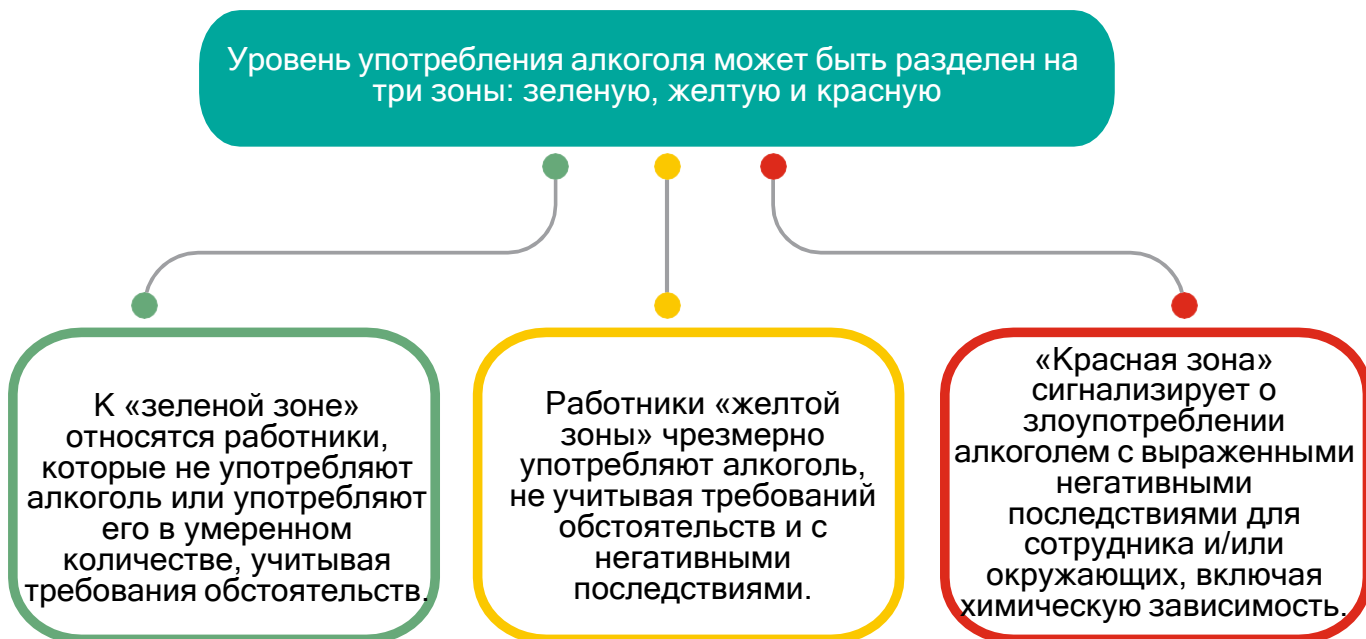 Уровень употребления алкоголя может быть разделен на
три зоны: зеленую, желтую и красную
К «зеленой зоне»
относятся работники,
которые не употребляют
алкоголь или употребляют
его в умеренном
количестве, учитывая
требования обстоятельств.
Работники «желтой
зоны» чрезмерно
употребляют алкоголь,
не учитывая требований
обстоятельств и с
негативными
последствиями.
«Красная зона»
сигнализирует о
злоупотреблении
алкоголем с выраженными
негативными
последствиями для
сотрудника и/или
окружающих, включая
химическую зависимость.